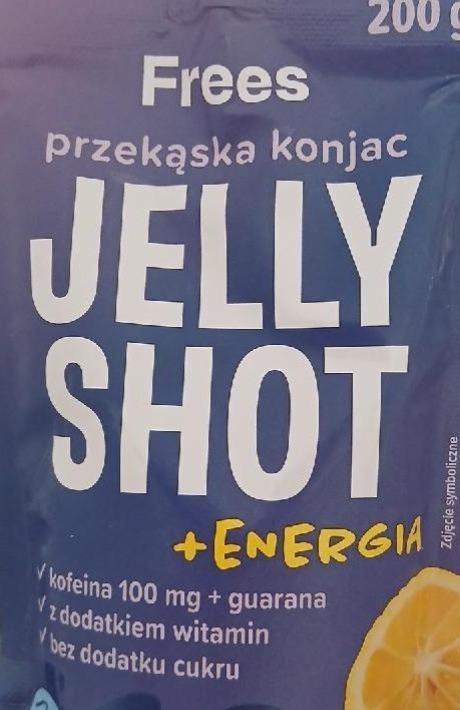 200 g
Frees
przekąska konjac
JELLY
SHOT
+ENERGIA
Zdjęcie symboliczne
√ kofeina 100 mg + guarana
√ z dodatkiem witamin
√ bez dodatku cukru